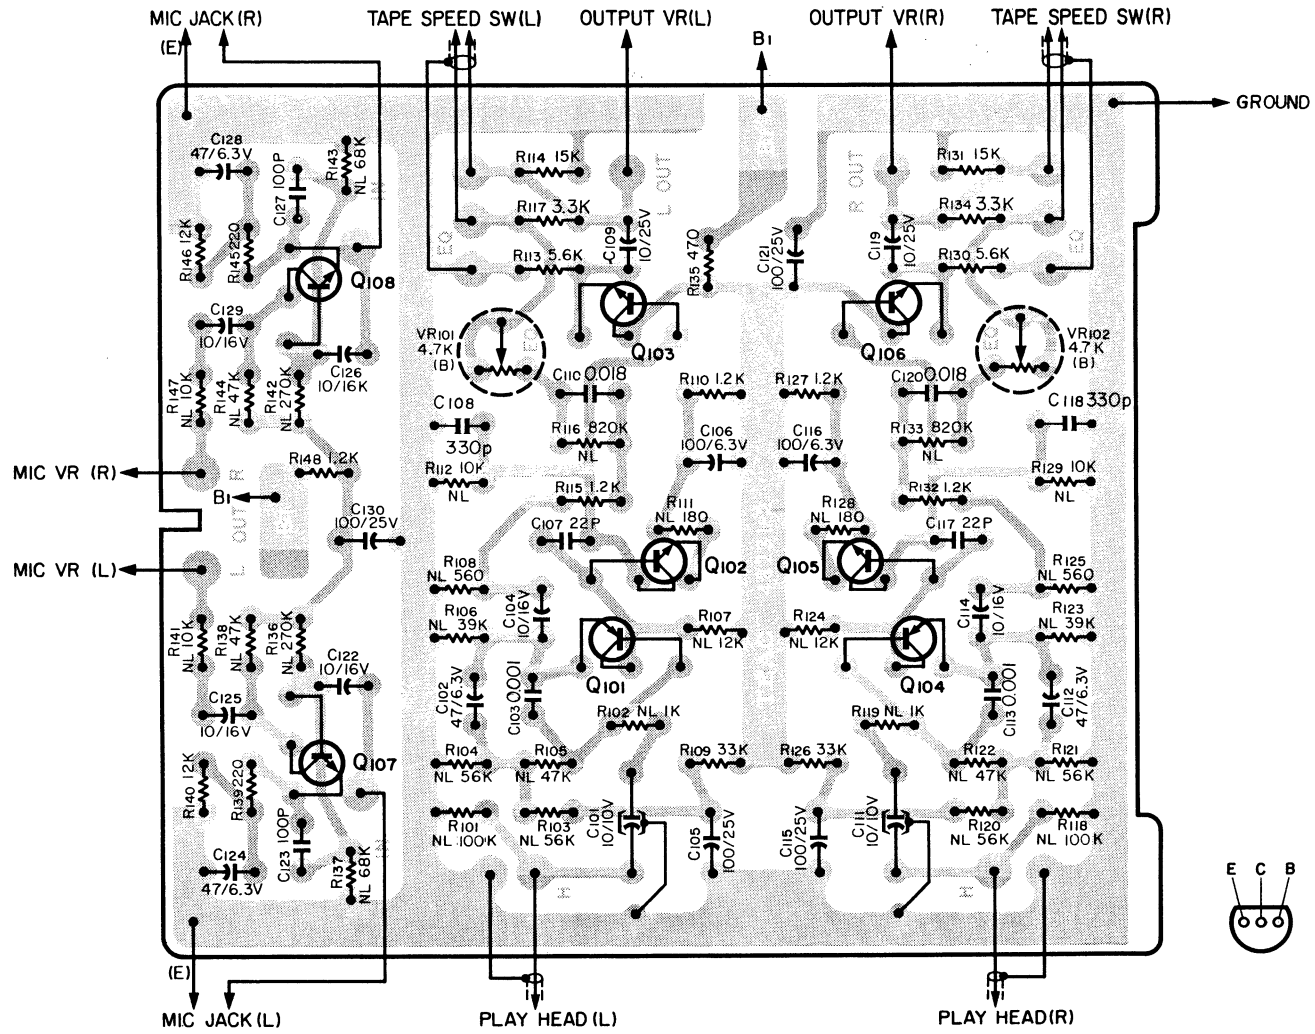 MIC JACK(R)
TAPE SPEED SW(L)
OUTPUT VR(L)
OUTPUT VR(R)
TAPE SPEED SW(R)
(E)
B1
GROUND
C128
47/6.3V
C127 100P
R143
NL 68K
IN
R114 15K
L OUT
R OUT
R131 15K
R146 12K
R145 220
EQ
R117 3.3K
C109
10/25V
R135 470
C121
100/25V
C119
10/25V
R134 3.3K
EQ
R113 5.6K
R130 5.6K
Q108
C129
10/16V
VR101
4.7K
(B)
EQ
Q103
Q106
EQ
VR102
4.7K
(B)
C126
10/16K
R147
NL 10K
R144
NL 47K
R142
NL 270K
C110 0.018
R110 1.2K
R127 1.2K
C120 0.018
C108
330p
C118 330p
R116 820K
NL
C106
100/6.3V
C116
100/6.3V
R133 820K
NL
MIC VR (R)
R
R148 1.2K
R112 10K
NL
R129 10K
NL
B1
R115 1.2K
R132 1.2K
C130
100/25V
OUT
R111
NL 180
R128
NL 180
C107 22P
C117 22P
MIC VR (L)
L
R108
NL 560
Q102
Q105
R125
NL 560
C104
10/16V
C114
10/16V
R106
NL 39K
R107
NL 12K
R124
NL 12K
R123
NL 39K
R141
NL 10K
R138
NL 47K
R136
NL 270K
C122
10/16V
C102
47/6.3V
C103 0.001
Q101
Q104
C113 0.001
C112
47/6.3V
C125
10/16V
R102 NL 1K
R119 NL 1K
Q107
R104
NL 56K
R105
NL 47K
R109 33K
R126 33K
R122
NL 47K
R121
NL 56K
R140 12K
R139 220
C123 100P
R101
NL 100K
R103
NL 56K
C101
10/10V
C105
100/25V
C115
100/25V
C111
10/10V
R120
NL 56K
R118
NL 100K
C124
47/6.3V
R137
NL 68K
IN
H
H
E C B
(E)
MIC JACK(L)
PLAY HEAD(L)
PLAY HEAD(R)